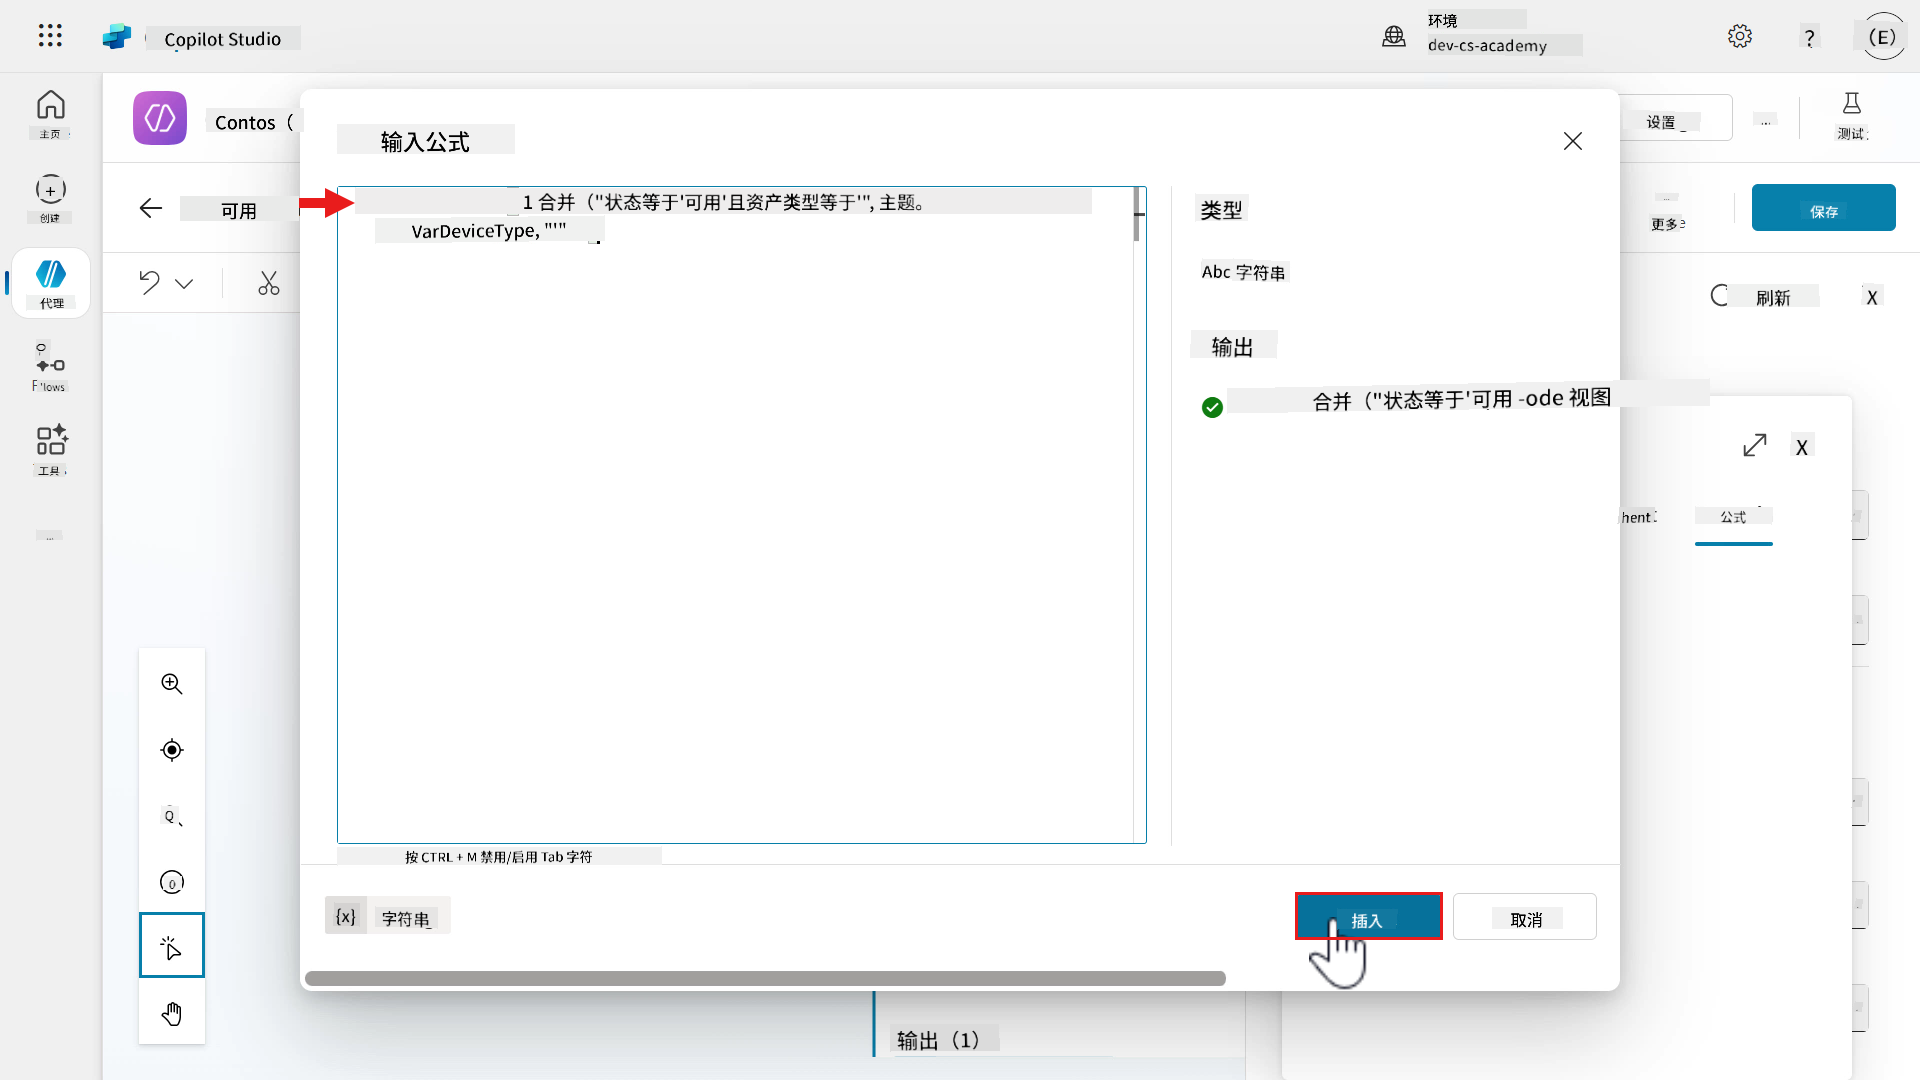 Copilot Studio
环境
dev-cs-academy
?
(E)
主页
创建
代理
Flows
工具
...
Contos (
设置
...
测试
可用
...
更多
保存
刷新
X
输入公式
1 合并（"状态等于'可用'且资产类型等于'", 主题。
VarDeviceType, "'"
类型
Abc 字符串
输出
合并（"状态等于'可用 -ode 视图
X
hent
公式
按 CTRL + M 禁用/启用 Tab 字符
{x}
字符串
插入
取消
输出（1）